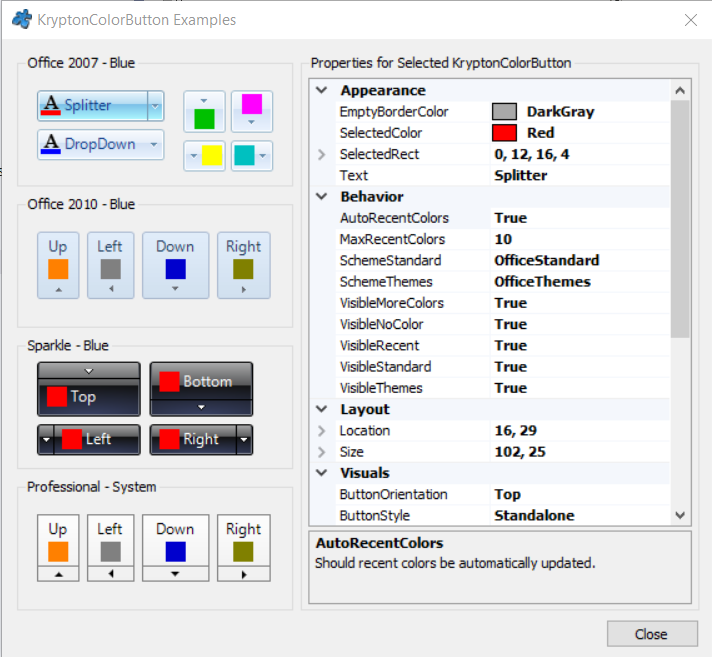 KryptonColorButton Examples
Office 2007 - Blue
A Splitter
A DropDown
Office 2010 - Blue
Up Left Down Right
Sparkle - Blue
Top Bottom
Left Right
Professional - System
Up Left Down Right
Properties for Selected KryptonColorButton
Appearance
EmptyBorderColor DarkGray
SelectedColor Red
SelectedRect 0, 12, 16, 4
Text Splitter
Behavior
AutoRecentColors True
MaxRecentColors 10
SchemeStandard OfficeStandard
SchemeThemes OfficeThemes
VisibleMoreColors True
VisibleNoColor True
VisibleRecent True
VisibleStandard True
VisibleThemes True
Layout
Location 16, 29
Size 102, 25
Visuals
ButtonOrientation Top
ButtonStyle Standalone
AutoRecentColors
Should recent colors be automatically updated.
Close